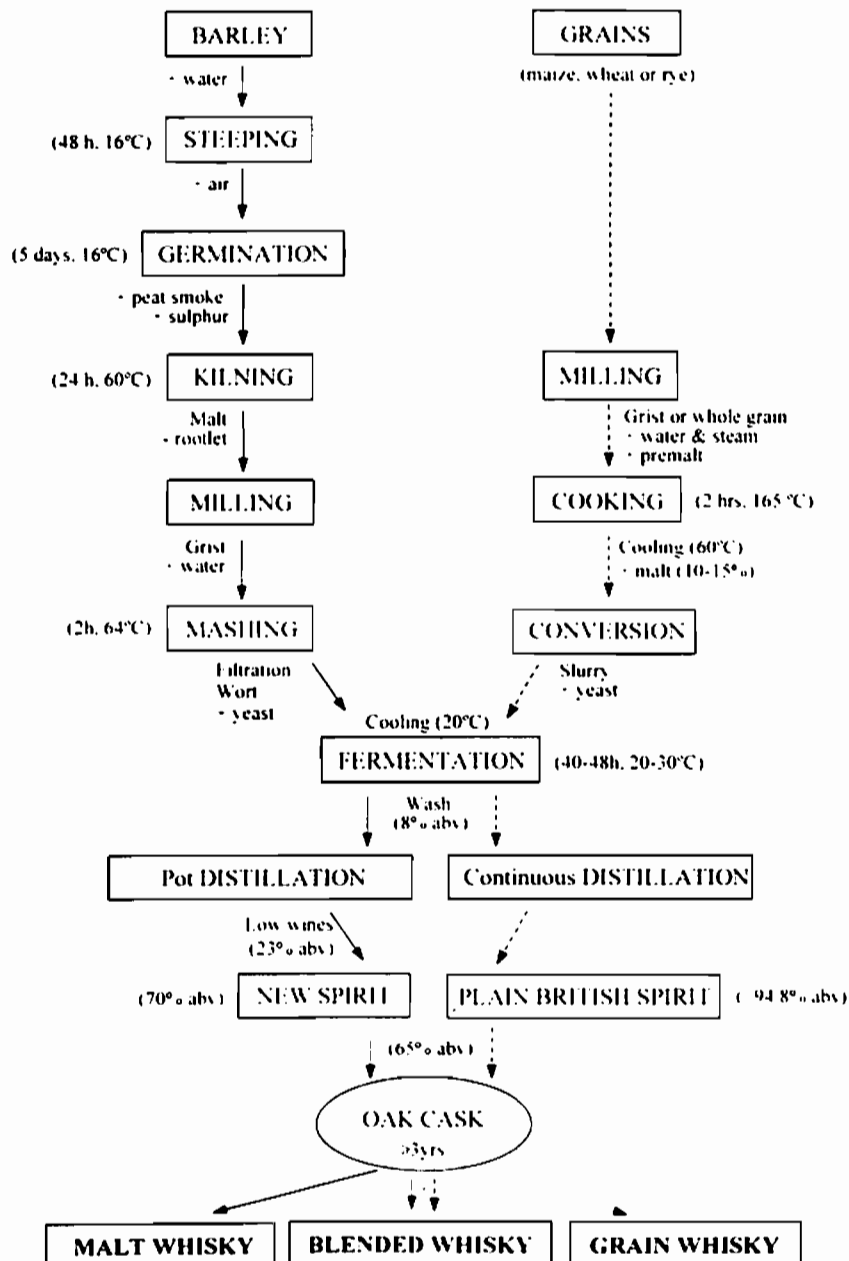 BARLEY
GRAINS
- water
(maize, wheat or rye)
(48 h, 16°C)
STEEPING
- air
(5 days, 16°C)
GERMINATION
- peat smoke
- sulphur
(24 h, 60°C)
KILNING
MILLING
Malt
- rootlet
Grist or whole grain
- water & steam
- premalt
MILLING
COOKING
(2 hrs, 165 °C)
Grist
- water
Cooling (60°C)
- malt (10-15%)
(2h, 64°C)
MASHING
CONVERSION
Filtration
Wort
- yeast
Slurry
- yeast
Cooling (20°C)
FERMENTATION
(40-48h, 20-30°C)
Wash
(8% abv)
Pot DISTILLATION
Continuous DISTILLATION
Low wines
(23% abv)
(70% abv)
NEW SPIRIT
PLAIN BRITISH SPIRIT
94.8% abv)
(65% abv)
OAK CASK
>3yrs
MALT WHISKY
BLENDED WHISKY
GRAIN WHISKY